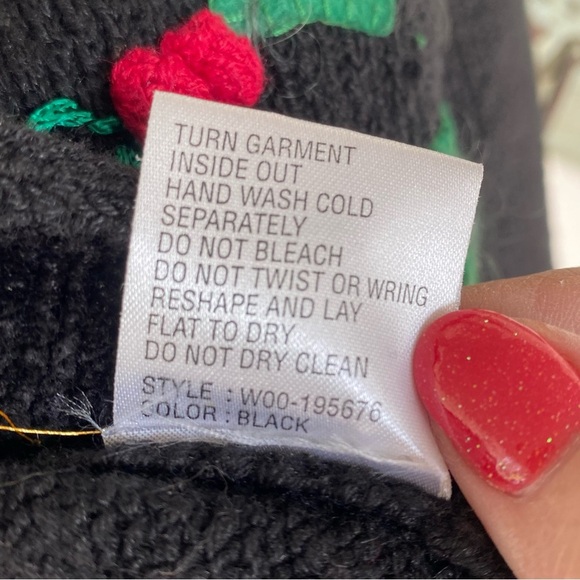 TURN GARMENT
INSIDE OUT
HAND WASH COLD
SEPARATELY
DO NOT BLEACH
DO NOT TWIST OR WRING
RESHAPE AND LAY
FLAT TO DRY
DO NOT DRY CLEAN
STYLE : W00-195676
COLOR : BLACK